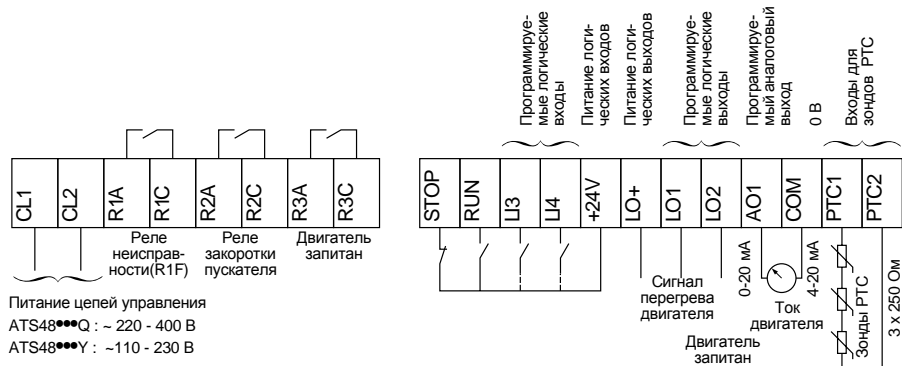 Программируе-
мые логические
входы
Питание логи-
ческих входов
Питание логи-
ческих выходов
Программируе-
мые логические
выходы
Программируе-
мый аналоговый
выход
0 В
Входы для
зондов PTC
CL1
CL2
R1A
R1C
R2A
R2C
R3A
R3C
STOP
RUN
LI3
LI4
+24V
LO+
LO1
LO2
AO1
COM
PTC1
PTC2
Реле
неисправ-
ности(R1F)
Реле
закоротки
пускателя
Двигатель
запитан
Питание цепей управления
ATS48●●●Q : ~ 220 - 400 В
ATS48●●●Y : ~110 - 230 В
Сигнал
перегрева
двигателя
Двигатель
запитан
0-20 мА
4-20 мА
Ток
двигателя
Зонды PTC
3 x 250 Ом